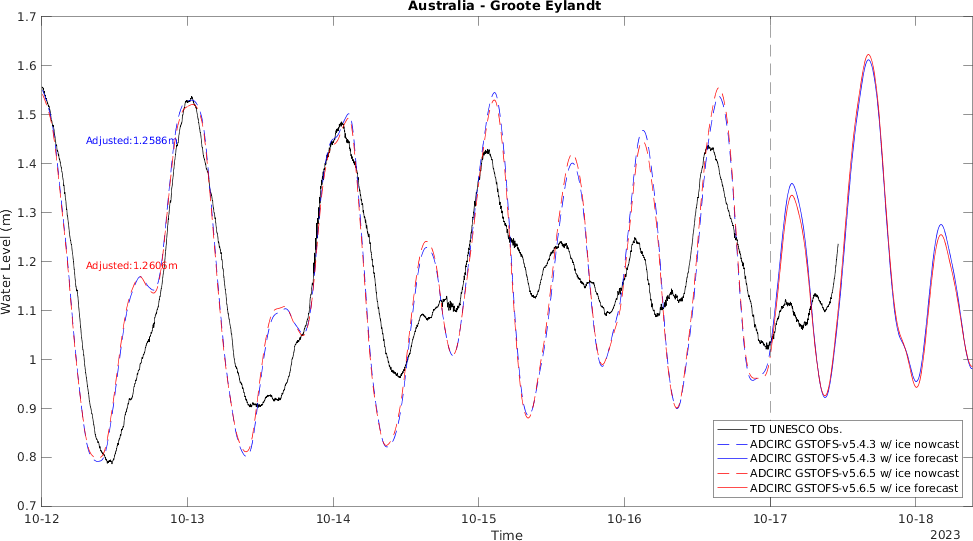 Australia - Groote Eylandt
1.7
1.6
1.5
1.4
1.3
1.2
1.1
1
0.9
0.8
0.7
Water Level (m)
Adjusted:1.2586m
Adjusted:1.2606m
TD UNESCO Obs.
ADCIRC GSTOFS-v5.4.3 w/ ice nowcast
ADCIRC GSTOFS-v5.4.3 w/ ice forecast
ADCIRC GSTOFS-v5.6.5 w/ ice nowcast
ADCIRC GSTOFS-v5.6.5 w/ ice forecast
10-12 10-13 10-14 10-15 10-16 10-17 10-18
Time
2023